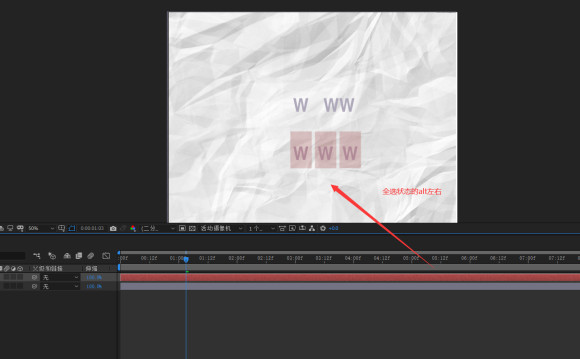 W WW
W W W
全选状态的alt左右
50%
0:00:01:03
(二分...
活动摄像机
1个...
+0.0
00f
00:12f
01:00f
01:12f
02:00f
02:12f
03:00f
03:12f
04:00f
04:12f
05:00f
05:12f
06:00f
06:12f
07:00f
07:12f
父级和链接
伸缩
无
100.0%
无
100.0%